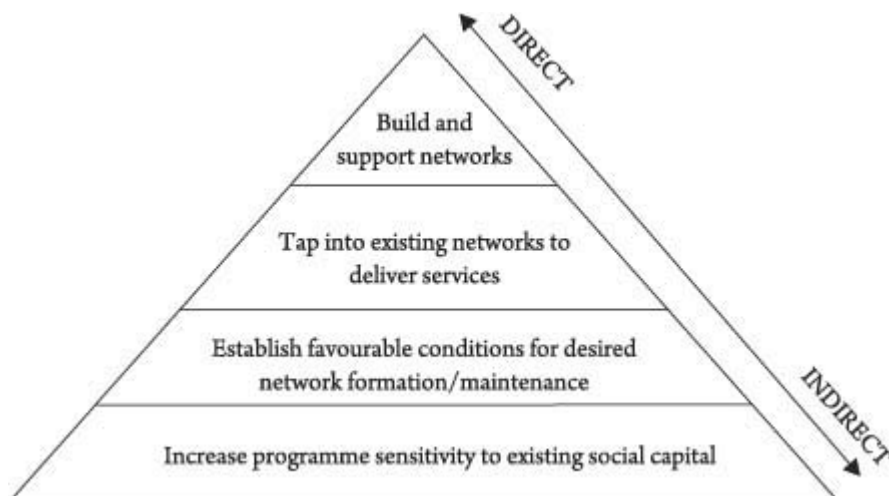 DIRECT
Build and
support networks
Tap into existing networks to
deliver services
Establish favourable conditions for desired
network formation/maintenance
INDIRECT
Increase programme sensitivity to existing social capital